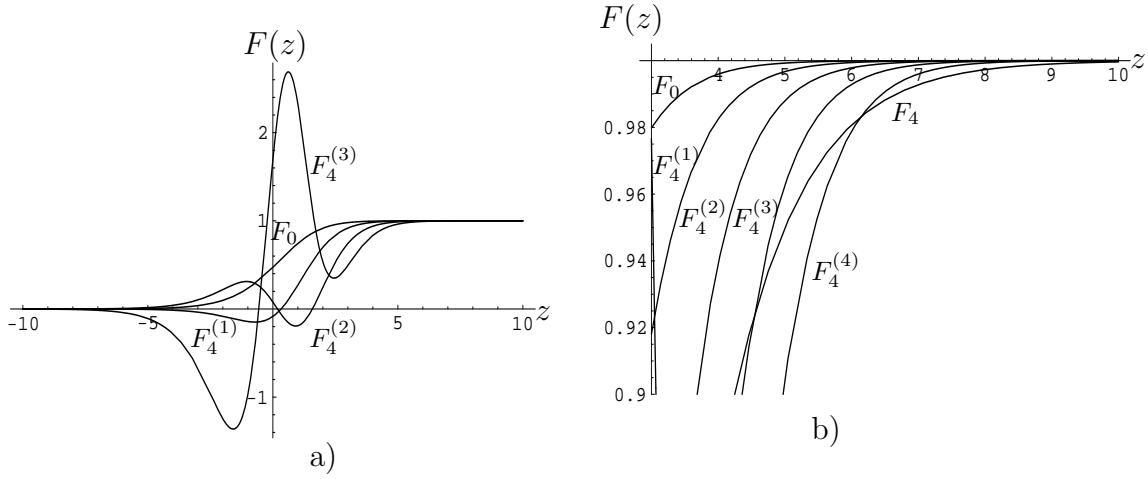 F(z)
2
F_4^{(3)}
1
F_0
-10 -5 5 10 z
F_4^{(1)} F_4^{(2)}
-1
a)
F(z)
4 5 6 7 8 9 10 z
F_0
F_4
0.98
F_4^{(1)}
0.96
F_4^{(2)} F_4^{(3)}
0.94
F_4^{(4)}
0.92
0.9
b)